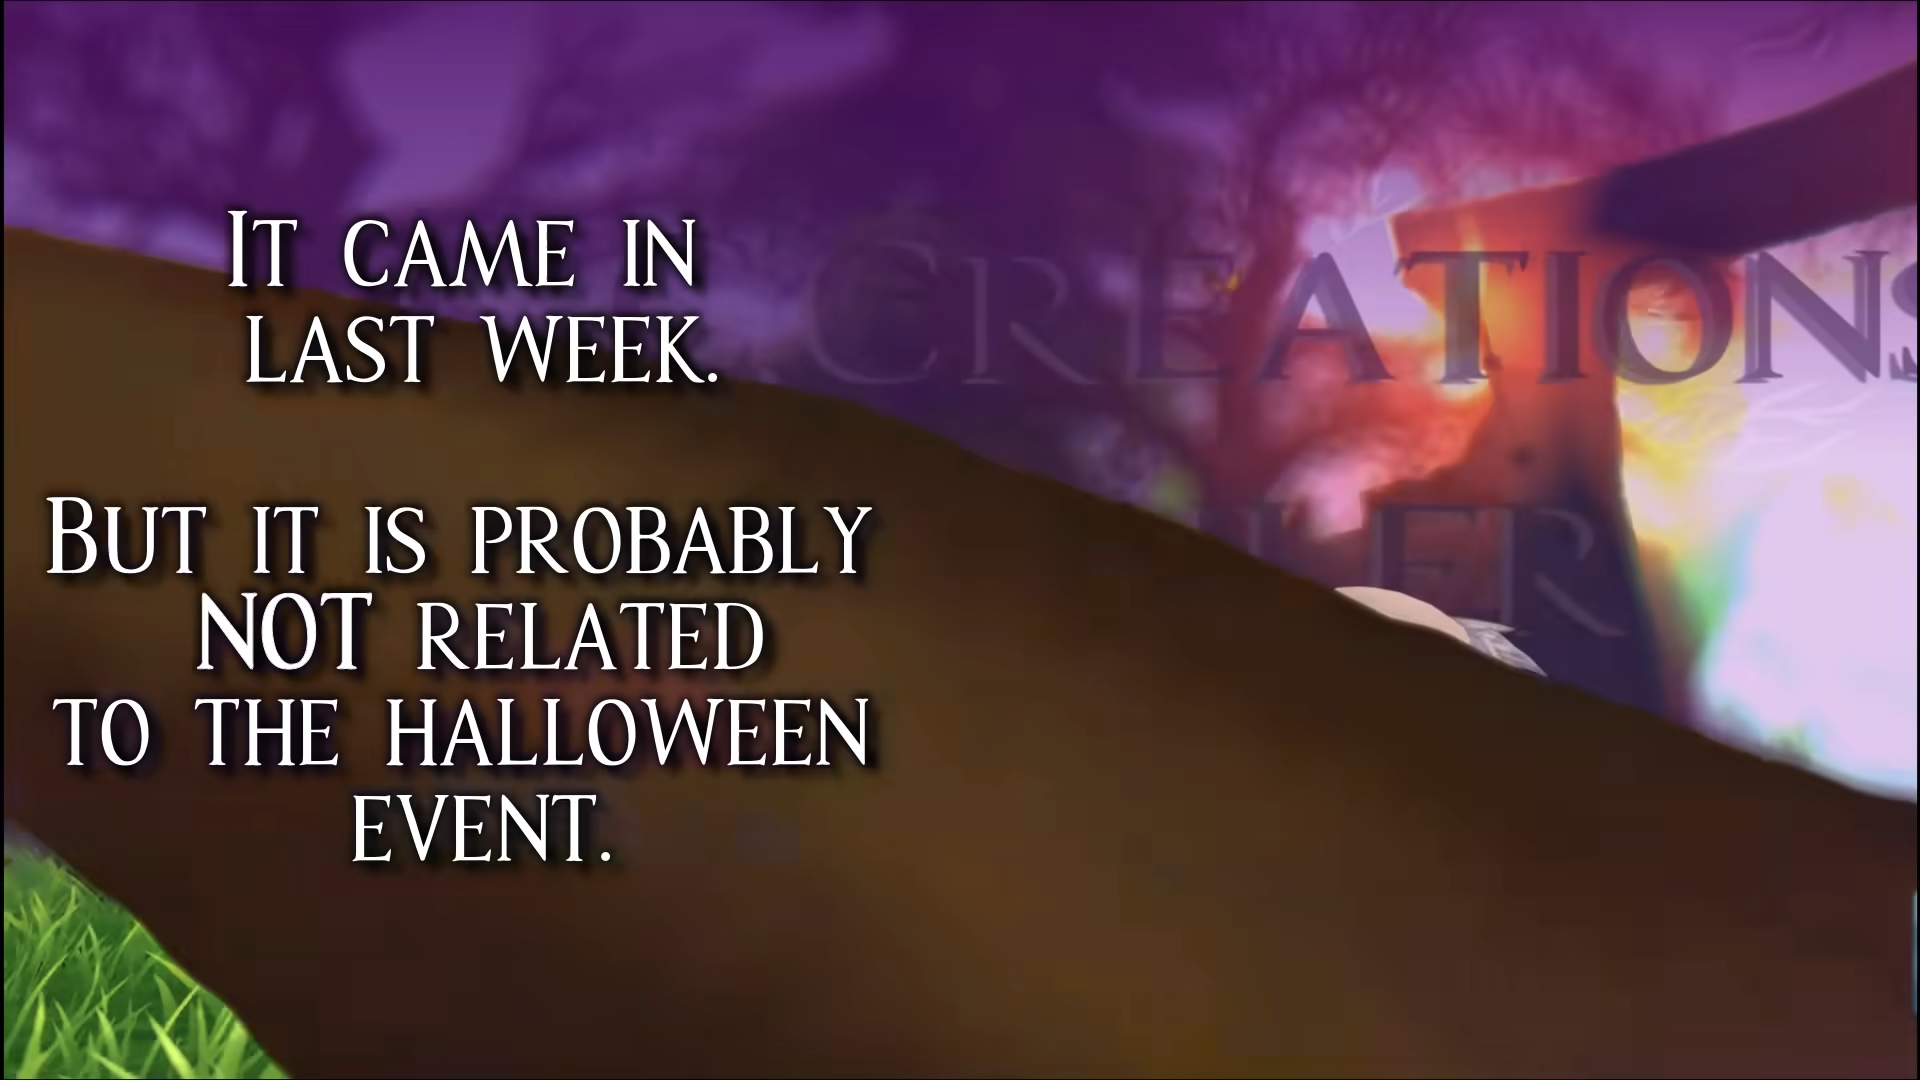 It came in
last week.
But it is probably
NOT related
to the halloween
event.
Creations